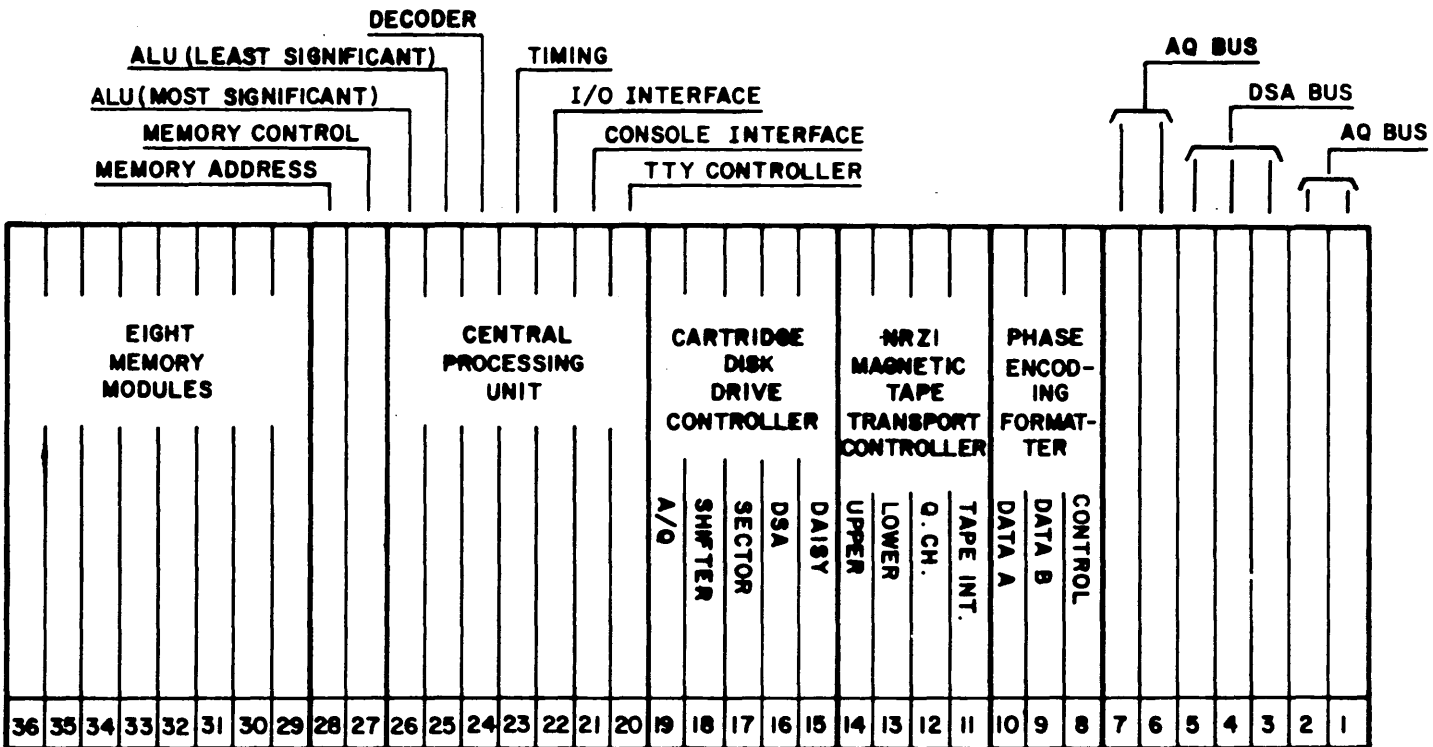 DECODER
ALU (LEAST SIGNIFICANT)
TIMING
AQ BUS
ALU (MOST SIGNIFICANT)
I/O INTERFACE
DSA BUS
MEMORY CONTROL
CONSOLE INTERFACE
AQ BUS
MEMORY ADDRESS
TTY CONTROLLER
EIGHT
MEMORY
MODULES
CENTRAL
PROCESSING
UNIT
CARTRIDGE
DISK
DRIVE
CONTROLLER
NRZI
MAGNETIC
TAPE
TRANSPORT
CONTROLLER
PHASE
ENCOD-
ING
FORMAT-
TER
A/Q
SHIFTER
SECTOR
DSA
DAISY
UPPER
LOWER
Q.CH.
TAPE INT.
DATA A
DATA B
CONTROL
36 35 34 33 32 31 30 29 28 27 26 25 24 23 22 21 20 19 18 17 16 15 14 13 12 11 10 9 8 7 6 5 4 3 2 1